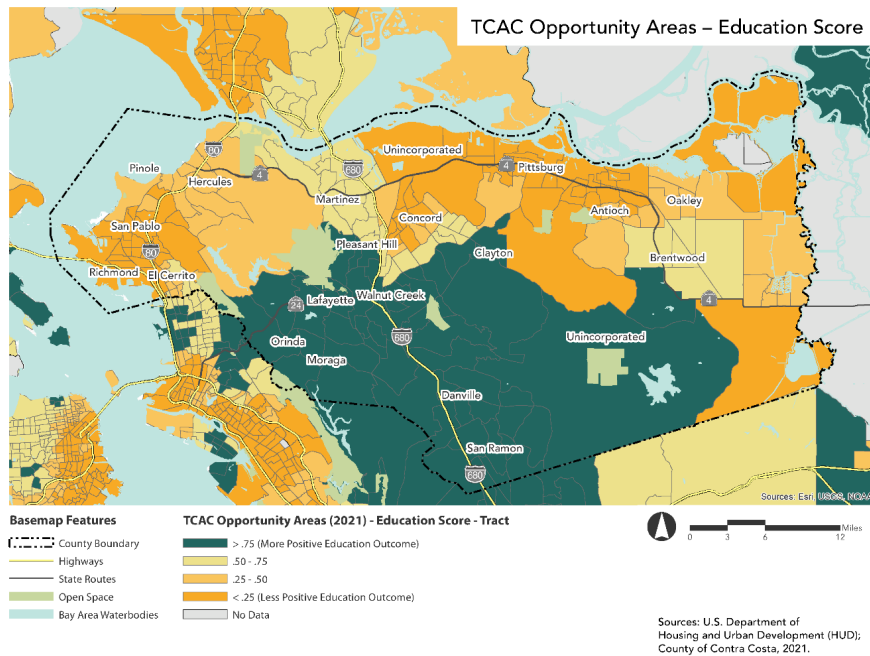 TCAC Opportunity Areas – Education Score
Unincorporated
80
Pinole
4
680
4
Pittsburg
Hercules
Martinez
Oakley
Antioch
Concord
San Pablo
Pleasant Hill
80
Clayton
Brentwood
Richmond
El Cerrito
24
Lafayette
Walnut Creek
4
680
Unincorporated
Orinda
Moraga
Danville
San Ramon
680
Sources: Esri, USGS, NOAA
Basemap Features
County Boundary
Highways
State Routes
Open Space
Bay Area Waterbodies
TCAC Opportunity Areas (2021) - Education Score - Tract
> .75 (More Positive Education Outcome)
.50 - .75
.25 - .50
< .25 (Less Positive Education Outcome)
No Data
Miles
0 3 6 12
Sources: U.S. Department of
Housing and Urban Development (HUD);
County of Contra Costa, 2021.